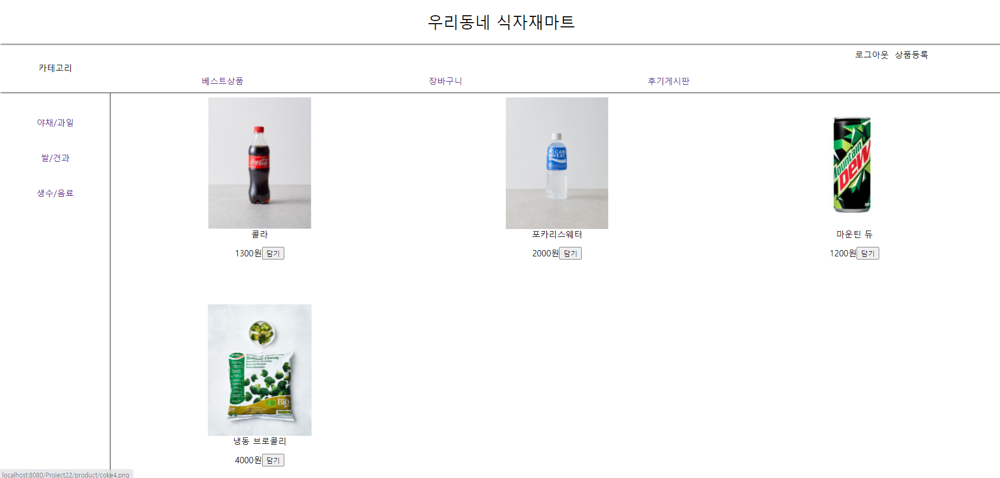 우리동네 식자재마트
로그아웃 상품등록
카테고리
베스트상품 장바구니 후기게시판
야채/과일
쌀/견과
생수/음료
Coca-Cola
OCARI
SWEAT
Mountain
DEW
콜라 포카리스웨터 마운틴 듀
1300원 담기 2000원 담기 1200원 담기
ardo
Broccoli Florets
Bio
냉동 브로콜리
4000원 담기
localhost:8080/Project22/product/coke4.png